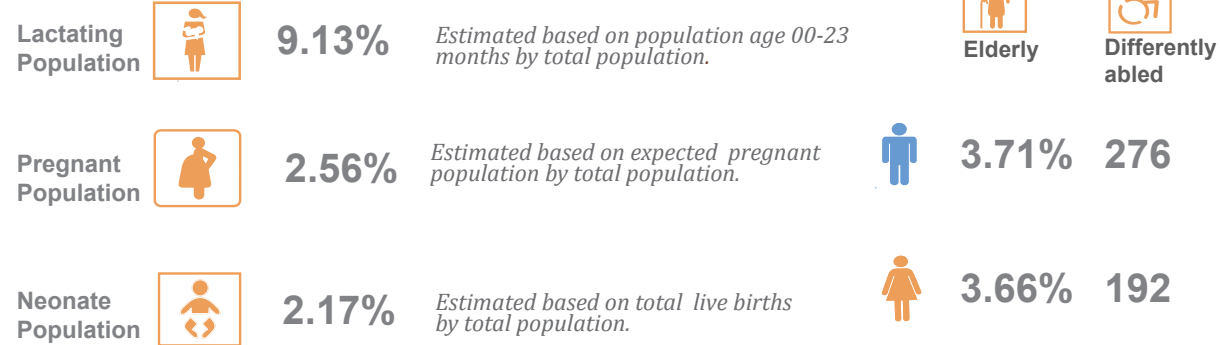 Lactating
Population
9.13%
Estimated based on population age 00-23
months by total population.
Pregnant
Population
2.56%
Estimated based on expected pregnant
population by total population.
Neonate
Population
2.17%
Estimated based on total live births
by total population.
Elderly
Differently
abled
3.71% 276
3.66% 192